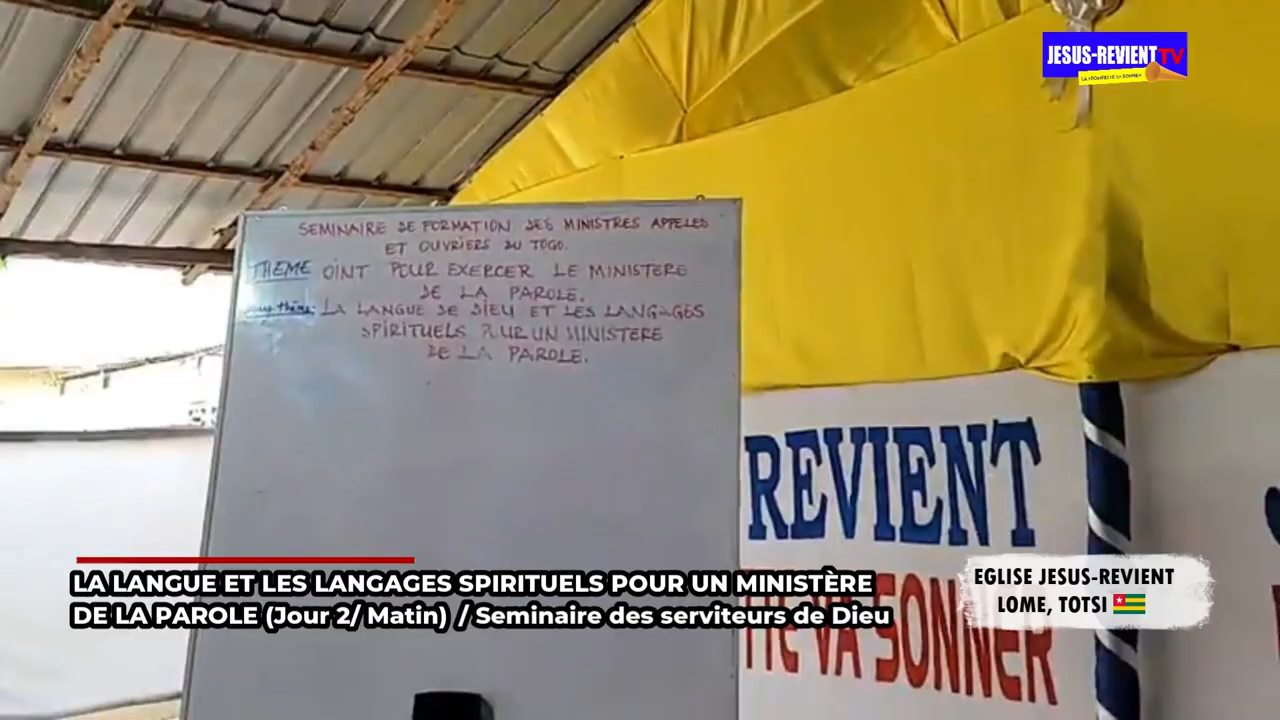 JESUS-REVIENT TV
SEMINAIRE DE FORMATION DES MINISTRES APPELES
ET OUVRIERS DU TOGO.
THEME OINT POUR EXERCER LE MINISTERE
DE LA PAROLE.
LA LANGUE DE DIEU ET LES LANGAGES
SPIRITUELS POUR UN MINISTERE
DE LA PAROLE.
REVIENT
VA SONNER
LA LANGUE ET LES LANGAGES SPIRITUELS POUR UN MINISTÈRE
DE LA PAROLE (Jour 2/ Matin) / Seminaire des serviteurs de Dieu
EGLISE JESUS-REVIENT
LOME, TOTSI